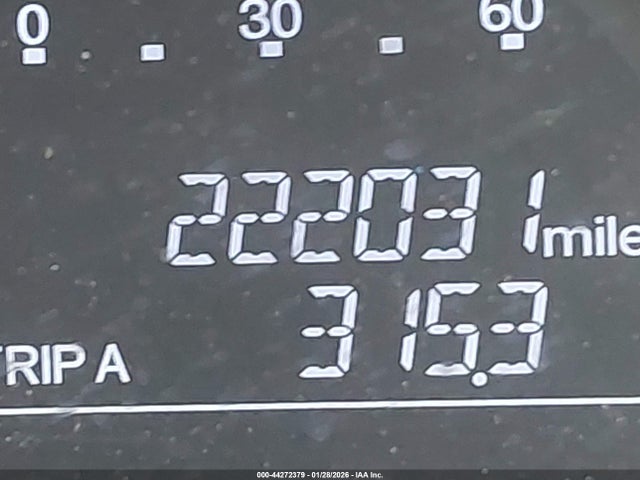 0 30 60
222031 mile
TRIP A 315.3
000-44272379 - 01/28/2026 - IAA Inc.